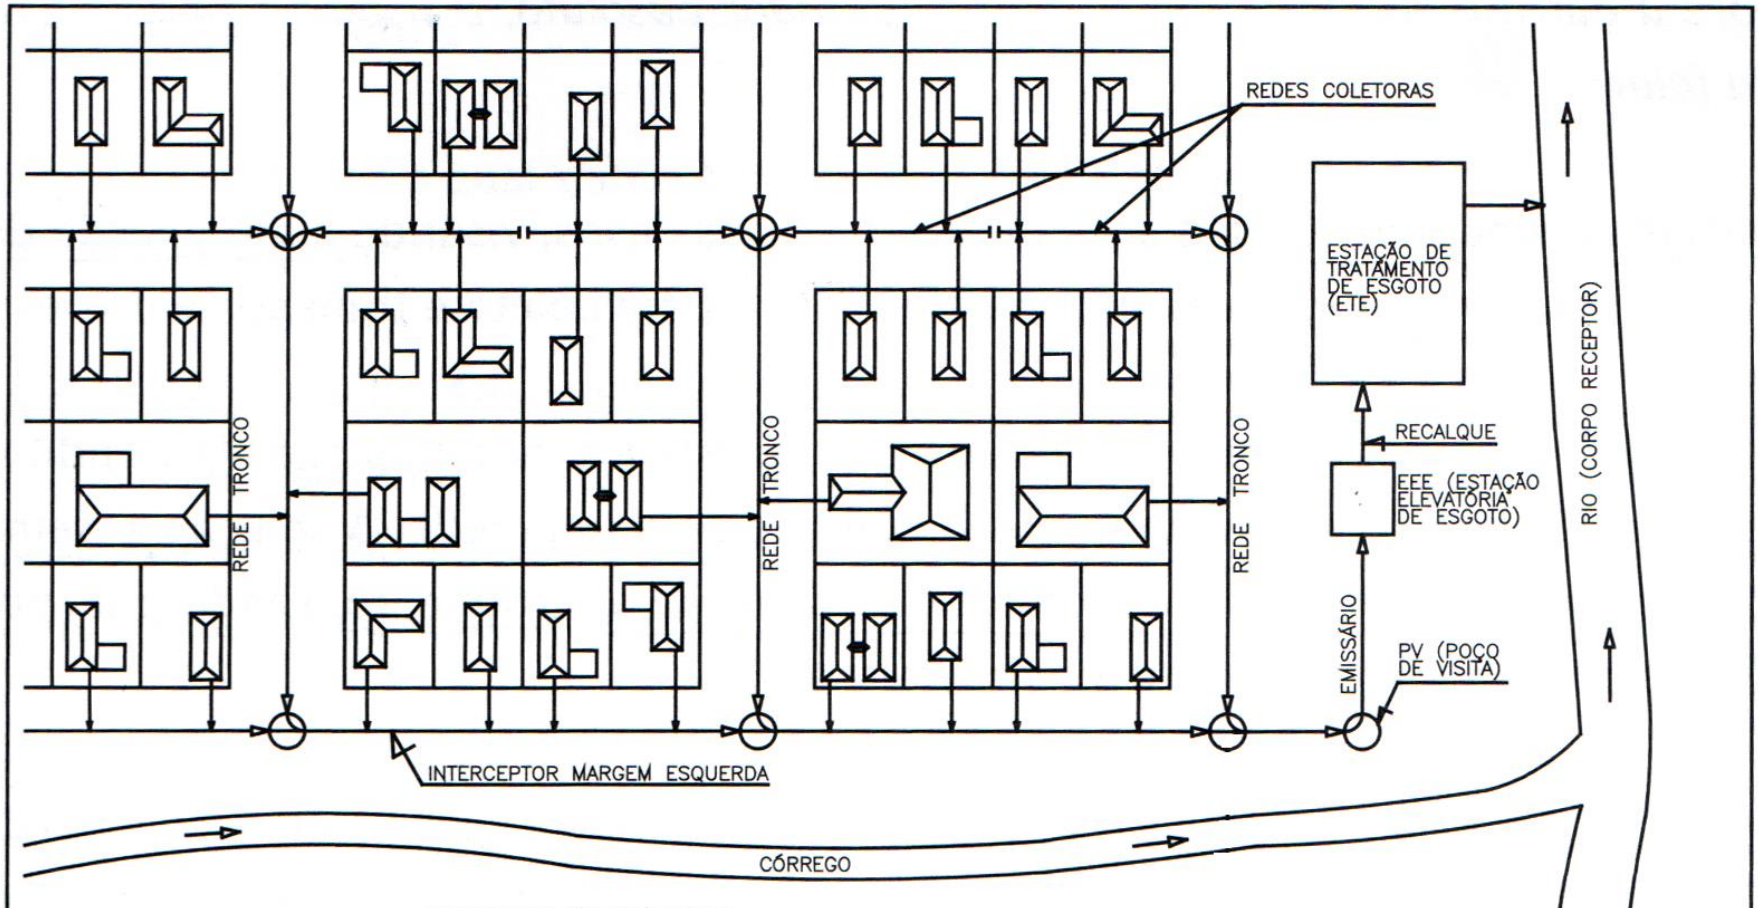 REDES COLETORAS
ESTAÇÃO DE
TRATAMENTO
DE ESGOTO
(ETE)
RIO (CORPO RECEPTOR)
RECALQUE
EEE (ESTAÇÃO
ELEVATÓRIA
DE ESGOTO)
REDE TRONCO
REDE TRONCO
REDE TRONCO
EMISSÁRIO
PV (POÇO
DE VISITA)
INTERCEPTOR MARGEM ESQUERDA
CÓRREGO